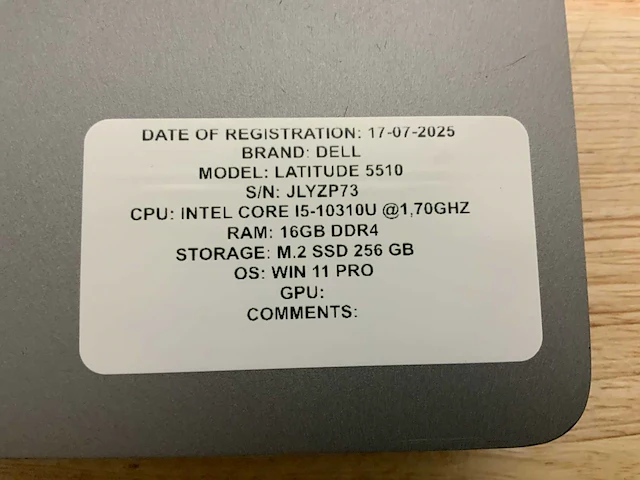 DATE OF REGISTRATION: 17-07-2025
BRAND: DELL
MODEL: LATITUDE 5510
S/N: JLYZP73
CPU: INTEL CORE I5-10310U @1,70GHZ
RAM: 16GB DDR4
STORAGE: M.2 SSD 256 GB
OS: WIN 11 PRO
GPU:
COMMENTS: